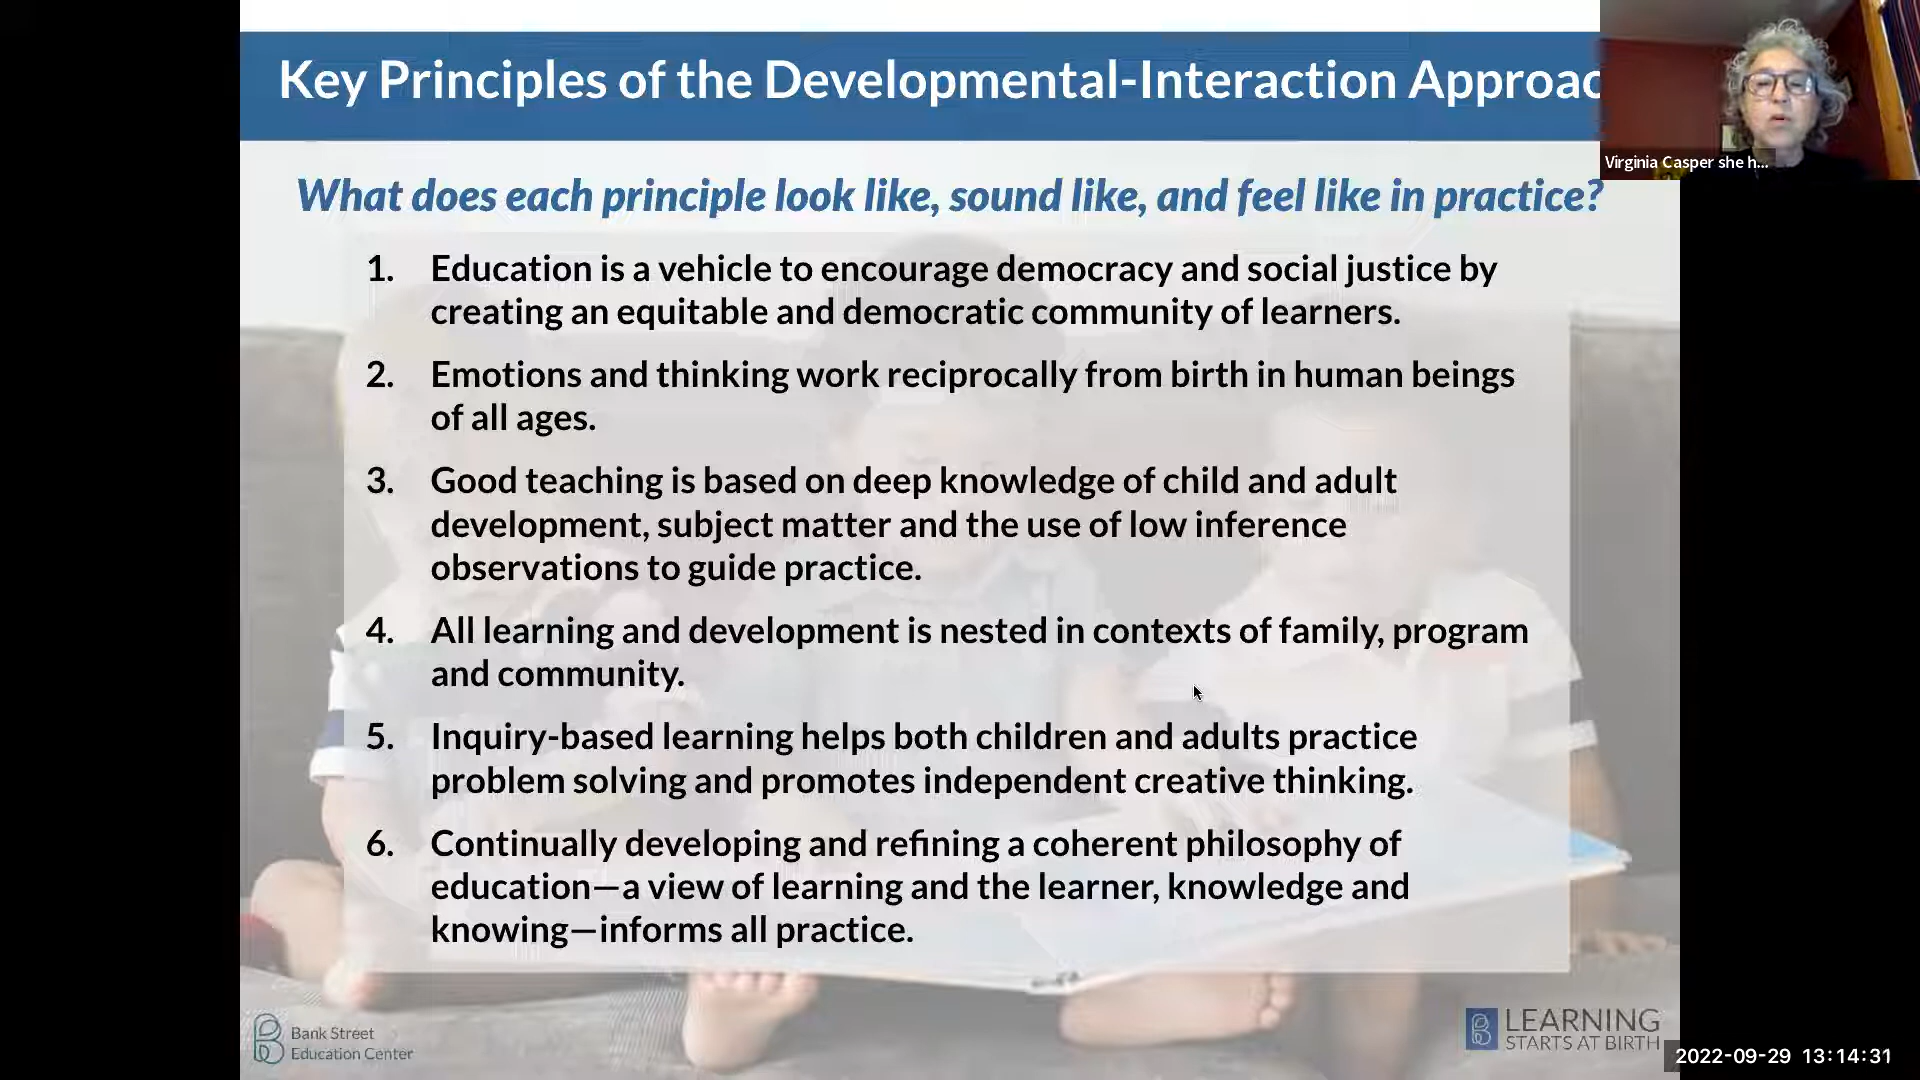 Key Principles of the Developmental-Interaction Approac
Virginia Casper she h...
What does each principle look like, sound like, and feel like in practice?
1. Education is a vehicle to encourage democracy and social justice by
creating an equitable and democratic community of learners.
2. Emotions and thinking work reciprocally from birth in human beings
of all ages.
3. Good teaching is based on deep knowledge of child and adult
development, subject matter and the use of low inference
observations to guide practice.
4. All learning and development is nested in contexts of family, program
and community.
5. Inquiry-based learning helps both children and adults practice
problem solving and promotes independent creative thinking.
6. Continually developing and refining a coherent philosophy of
education—a view of learning and the learner, knowledge and
knowing—informs all practice.
Bank Street
Education Center
LEARNING
STARTS AT BIRTH
2022-09-29 13:14:31